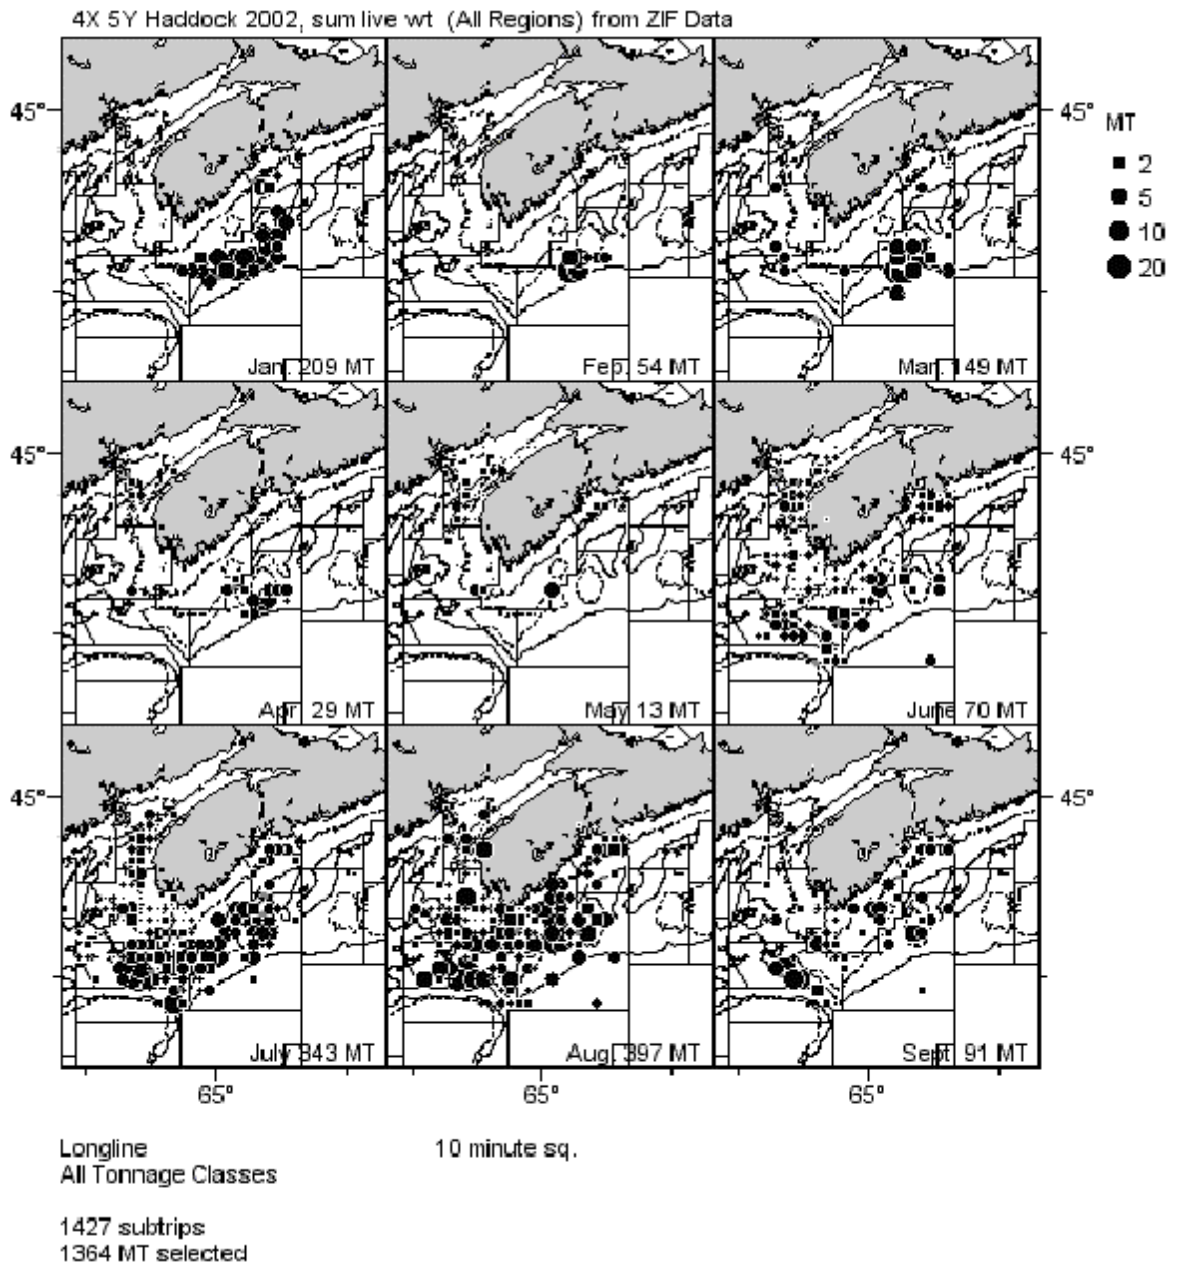 4X 5Y Haddock 2002, sum live wt (All Regions) from ZIF Data
45°
45°
MT
2
5
10
20
Jan. 209 MT
Feb. 54 MT
Mar. 149 MT
45°
45°
Apr. 29 MT
May 13 MT
June 70 MT
45°
45°
July 343 MT
Aug. 397 MT
Sept. 91 MT
65°
65°
65°
Longline
10 minute sq.
All Tonnage Classes
1427 subtrips
1364 MT selected